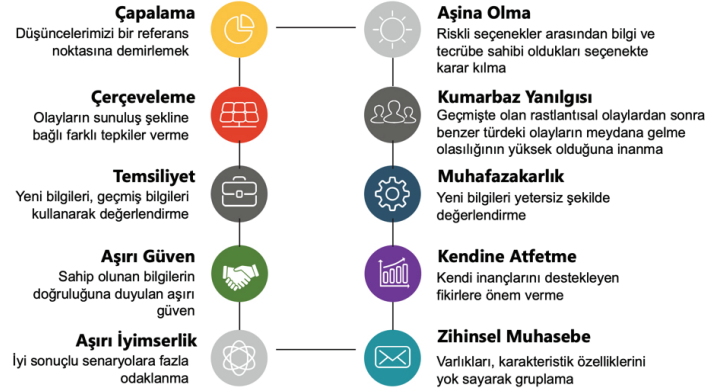 Çapalama
Düşüncelerimizi bir referans
noktasına demirlemek
Çerçeveleme
Olayların sunuluş şekline
bağlı farklı tepkiler verme
Temsiliyet
Yeni bilgileri, geçmiş bilgileri
kullanarak değerlendirme
Aşırı Güven
Sahip olunan bilgilerin
doğruluğuna duyulan aşırı
güven
Aşırı İyimserlik
İyi sonuçlu senaryolara fazla
odaklanma
Aşina Olma
Riskli seçenekler arasından bilgi ve
tecrübe sahibi oldukları seçenekte
karar kılma
Kumarbaz Yanılgısı
Geçmişte olan rastlantısal olaylardan sonra
benzer türdeki olayların meydana gelme
olasılığının yüksek olduğuna inanma
Muhafazakarlık
Yeni bilgileri yetersiz şekilde
değerlendirme
Kendine Atfetme
Kendi inançlarını destekleyen
fikirlere önem verme
Zihinsel Muhasebe
Varlıkları, karakteristik özelliklerini
yok sayarak gruplama